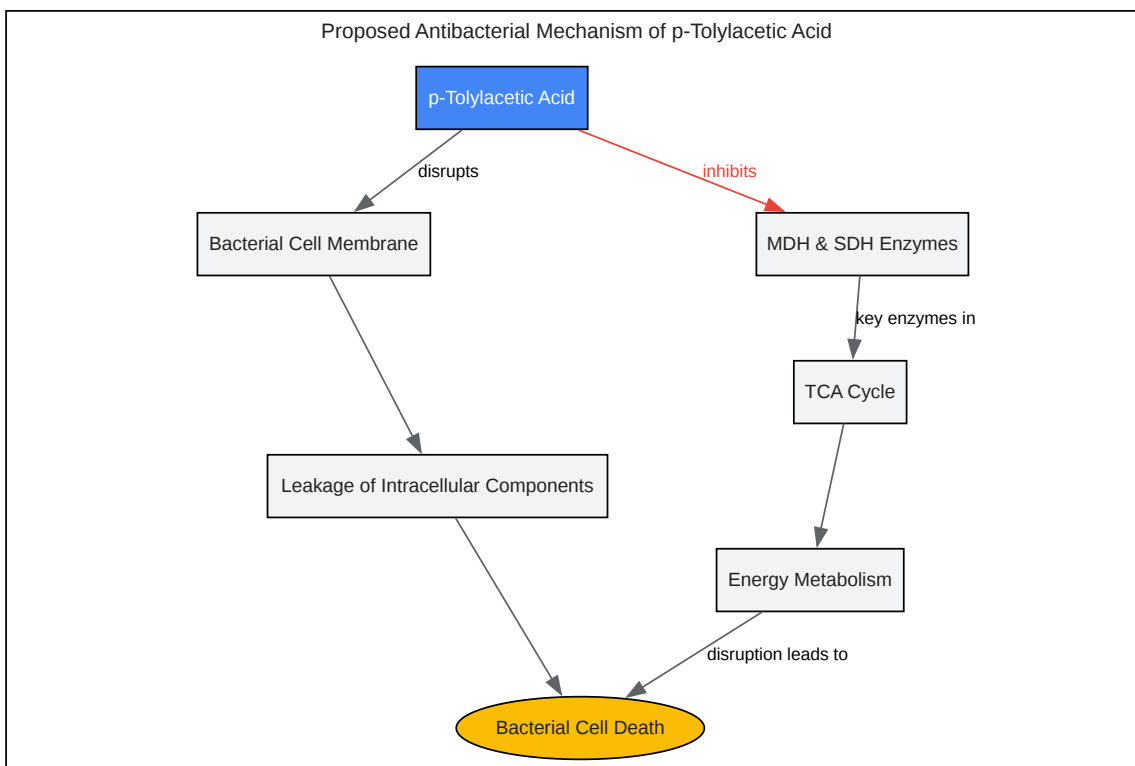 Proposed Antibacterial Mechanism of p-Tolylacetic Acid
p-Tolylacetic Acid
disrupts
inhibits
Bacterial Cell Membrane
MDH & SDH Enzymes
key enzymes in
TCA Cycle
Leakage of Intracellular Components
Energy Metabolism
disruption leads to
Bacterial Cell Death